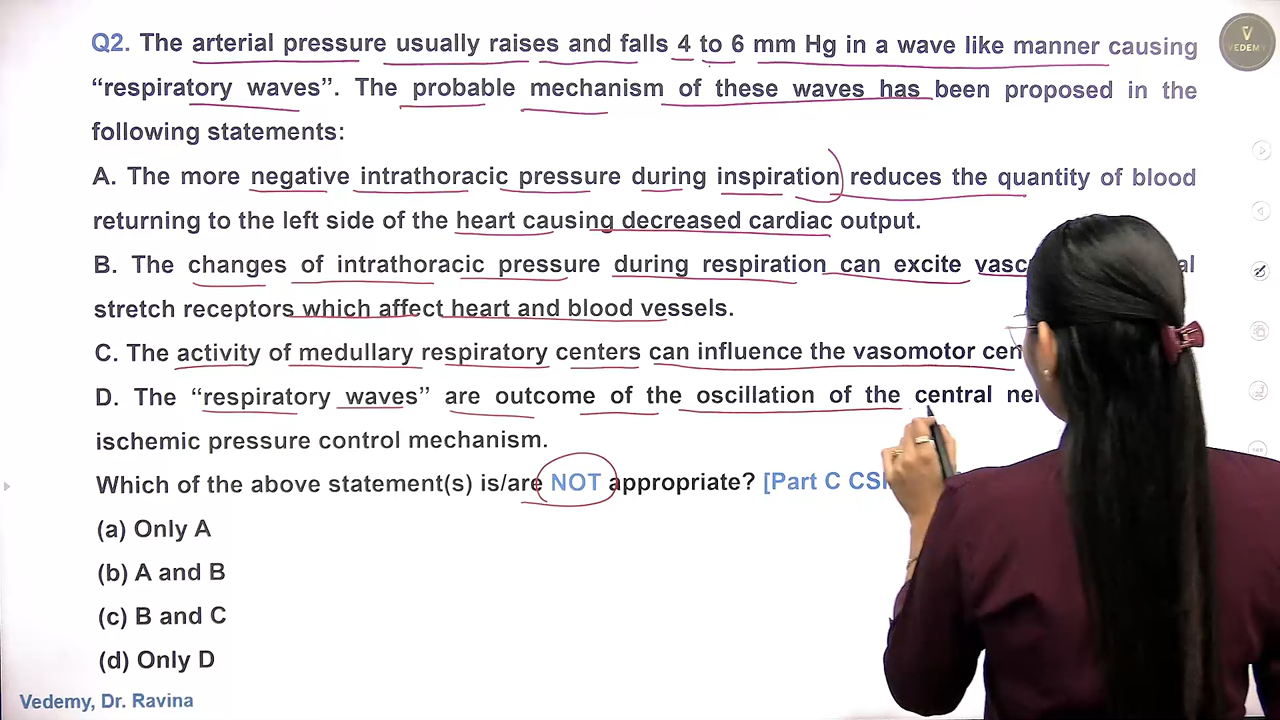 Q2. The arterial pressure usually raises and falls 4 to 6 mm Hg in a wave like manner causing
“respiratory waves”. The probable mechanism of these waves has been proposed in the
following statements:
A. The more negative intrathoracic pressure during inspiration reduces the quantity of blood
returning to the left side of the heart causing decreased cardiac output.
B. The changes of intrathoracic pressure during respiration can excite
stretch receptors which affect heart and blood vessels.
C. The activity of medullary respiratory centers can influence the vasomotor
D. The “respiratory waves” are outcome of the oscillation of the central
ischemic pressure control mechanism.
Which of the above statement(s) is/are NOT appropriate? [Part C
(a) Only A
(b) A and B
(c) B and C
(d) Only D
Vedemy, Dr. Ravina
VEDEMY